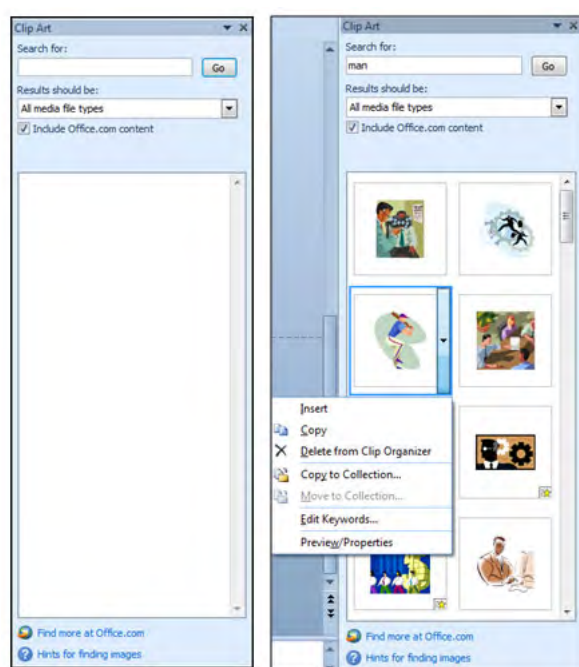 Clip Art
Search for:
Go
Results should be:
All media file types
Include Office.com content
Find more at Office.com
Hints for finding images
Clip Art
Search for:
man
Go
Results should be:
All media file types
Include Office.com content
Insert
Copy
Delete from Clip Organizer
Copy to Collection...
Move to Collection...
Edit Keywords...
Preview/Properties
Find more at Office.com
Hints for finding images